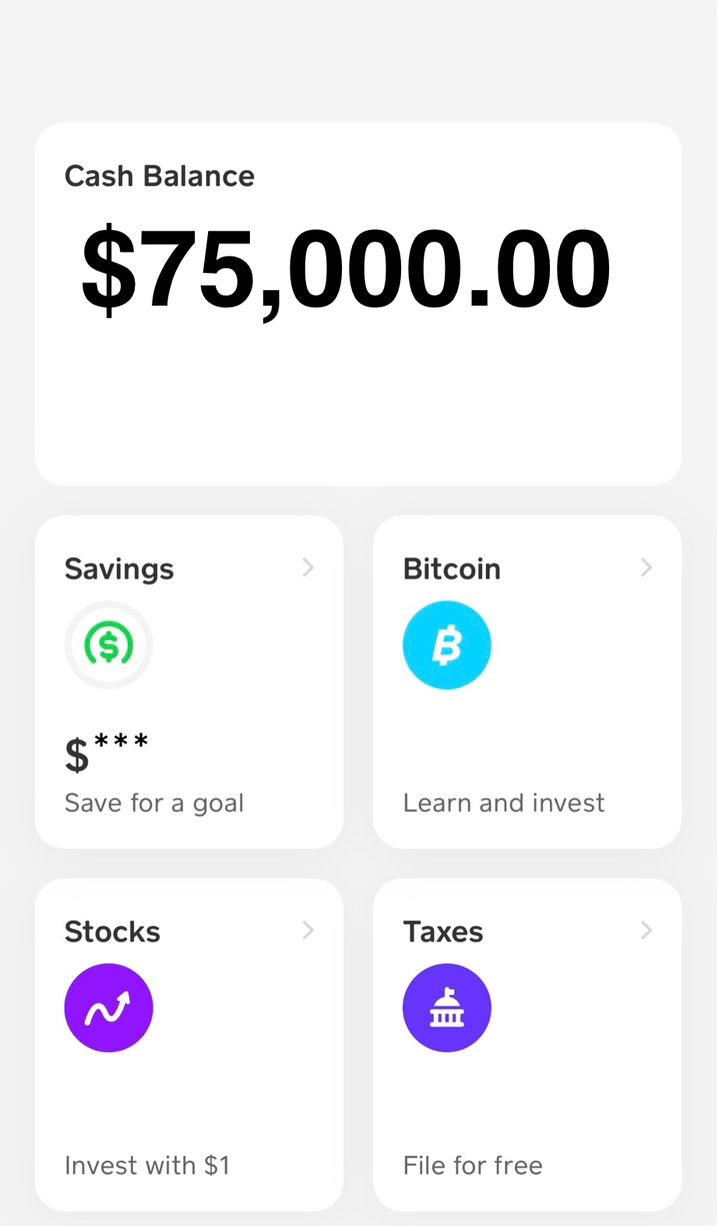 Cash Balance
$75,000.00
Savings
Bitcoin
$***
Save for a goal
Learn and invest
Stocks
Taxes
Invest with $1
File for free